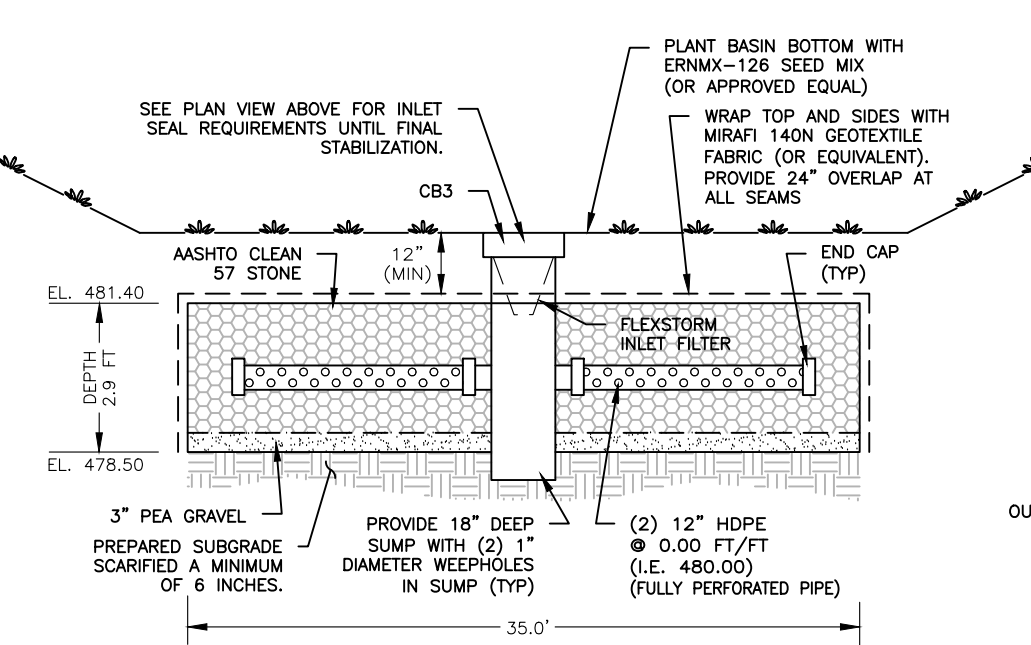 PLANT BASIN BOTTOM WITH
ERNMX-126 SEED MIX
(OR APPROVED EQUAL)
SEE PLAN VIEW ABOVE FOR INLET
SEAL REQUIREMENTS UNTIL FINAL
STABILIZATION.
WRAP TOP AND SIDES WITH
MIRAFI 140N GEOTEXTILE
FABRIC (OR EQUIVALENT).
PROVIDE 24" OVERLAP AT
ALL SEAMS
CB3
AASHTO CLEAN
57 STONE
12"
(MIN)
END CAP
(TYP)
EL. 481.40
FLEXSTORM
INLET FILTER
DEPTH
2.9 FT
EL. 478.50
3" PEA GRAVEL
PREPARED SUBGRADE
SCARIFIED A MINIMUM
OF 6 INCHES.
PROVIDE 18" DEEP
SUMP WITH (2) 1"
DIAMETER WEEPHOLES
IN SUMP (TYP)
(2) 12" HDPE
@ 0.00 FT/FT
(I.E. 480.00)
(FULLY PERFORATED PIPE)
OU
35.0'